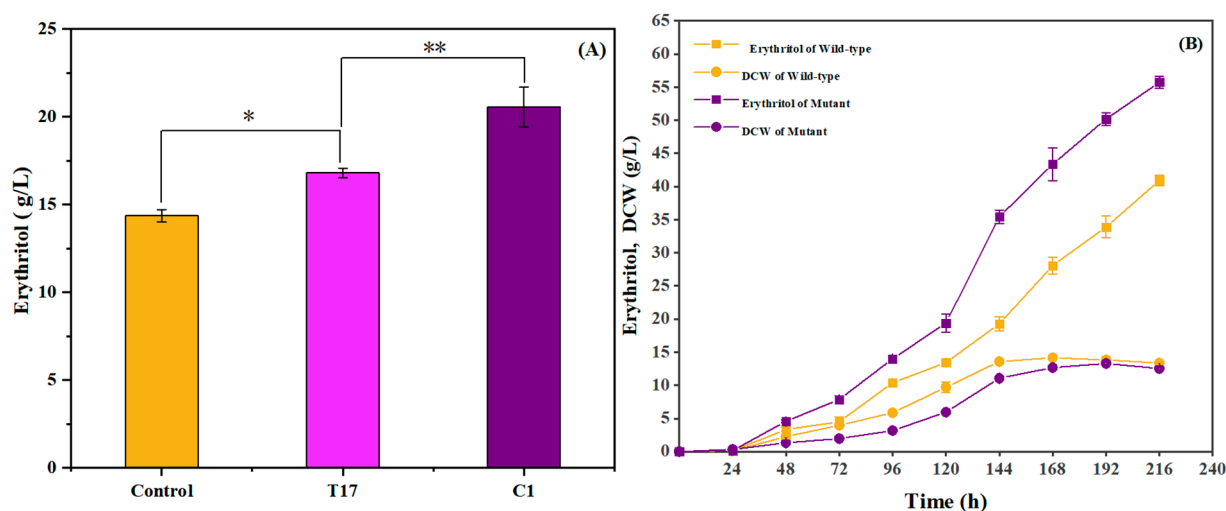 (A)
Erythritol ( g/L)
25
20
15
10
5
0
*
**
Control
T17
C1
(B)
Erythritol, DCW (g/L)
65
60
55
50
45
40
35
30
25
20
15
10
5
0
Erythritol of Wild-type
DCW of Wild-type
Erythritol of Mutant
DCW of Mutant
24 48 72 96 120 144 168 192 216 240
Time (h)